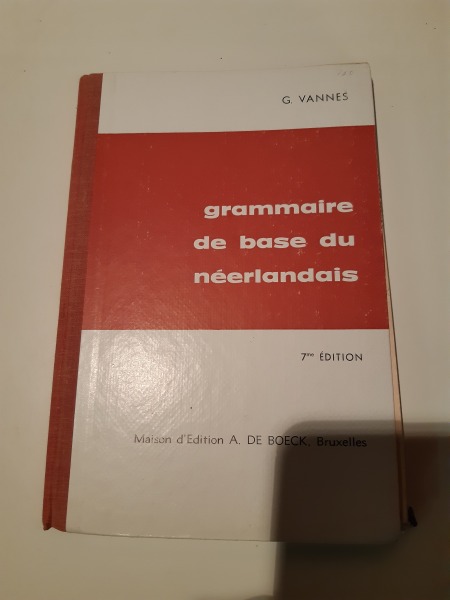 G. VANNES
grammaire
de base du
néerlandais
7me ÉDITION
Maison d'Edition A. DE BOECK. Bruxelles